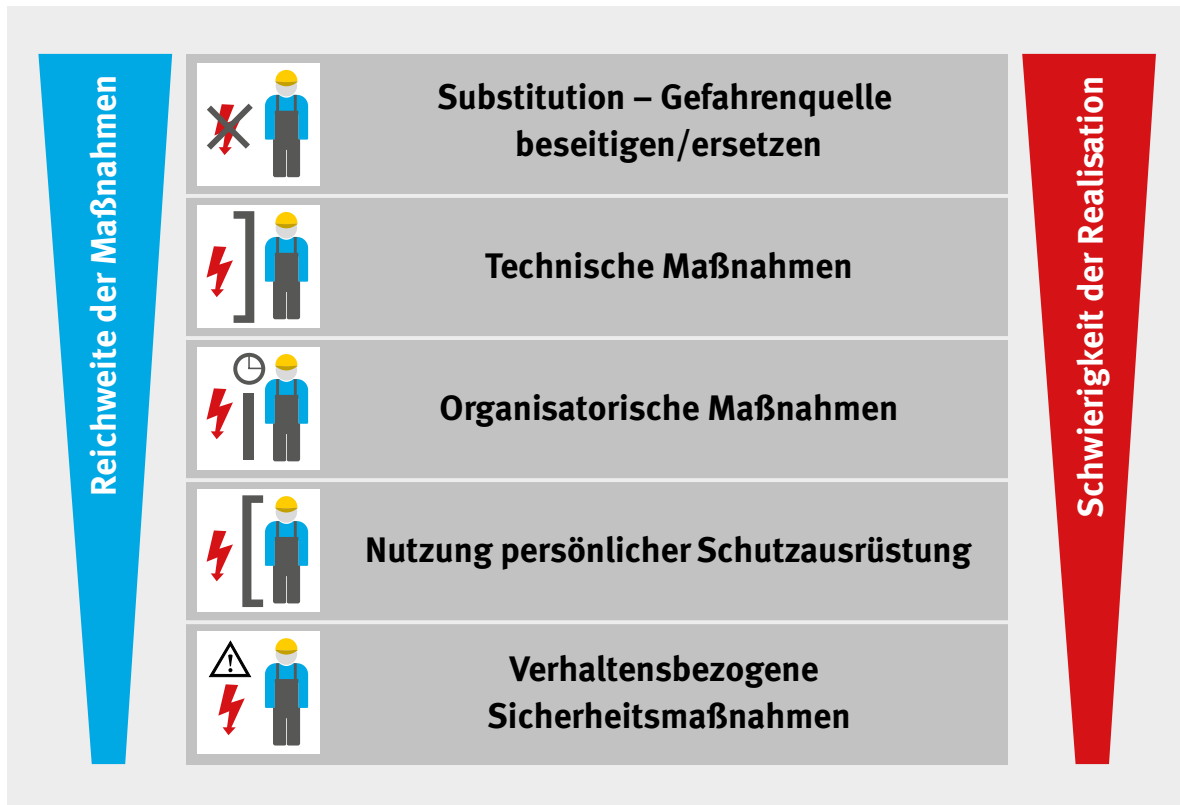 Reichweite der Maßnahmen
Substitution – Gefahrenquelle
beseitigen/ersetzen
Technische Maßnahmen
Organisatorische Maßnahmen
Nutzung persönlicher Schutzausrüstung
Verhaltensbezogene
Sicherheitsmaßnahmen
Schwierigkeit der Realisation